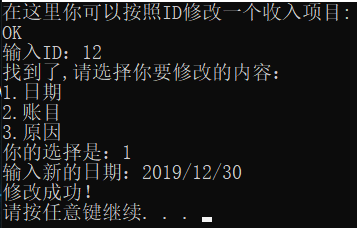 在这里你可以按照ID修改一个收入项目:
OK
输入ID: 12
找到了,请选择你要修改的内容:
1.日期
2.账目
3.原因
你的选择是: 1
输入新的日期: 2019/12/30
修改成功!
请按任意键继续. . .